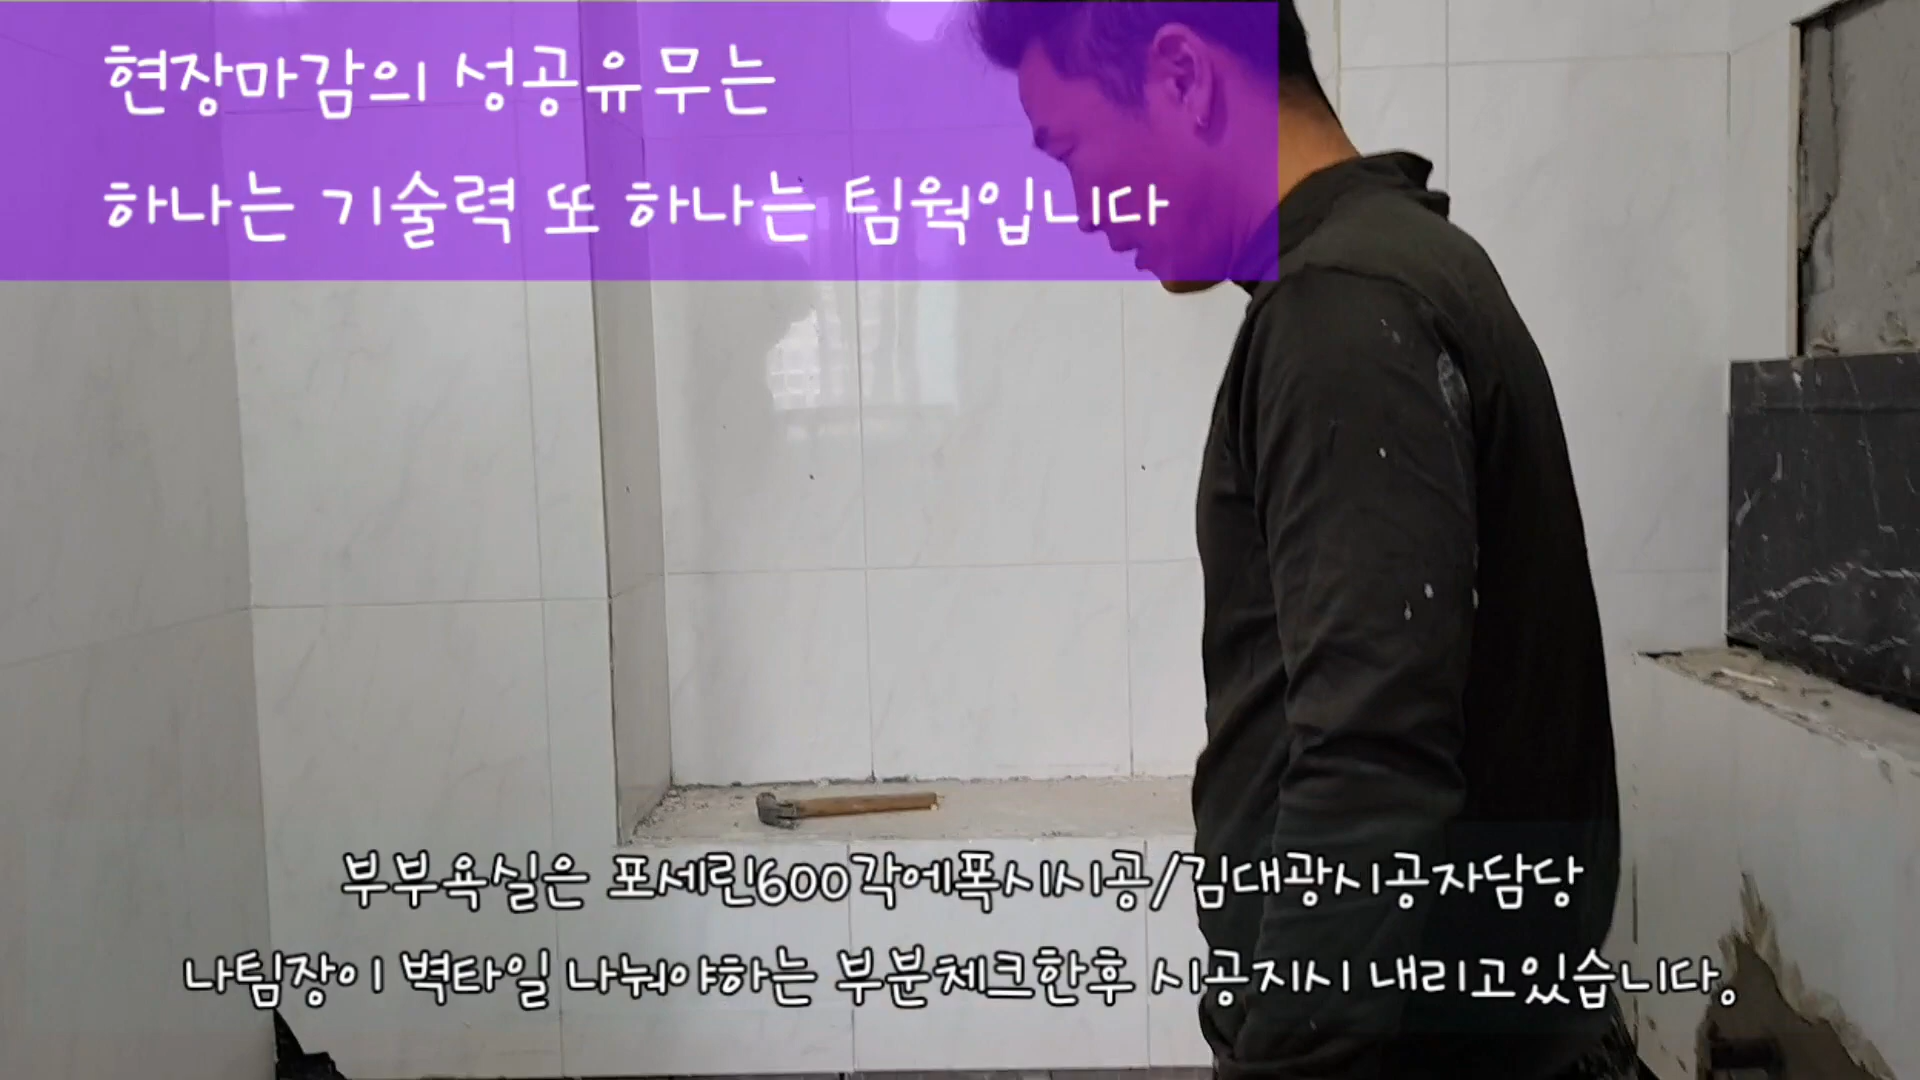 현장마감의 성공유무는
하나는 기술력 또 하나는 팀웍입니다
부부욕실은 포세린600각에폭시시공/김대광시공자담당
나팀장이 벽타일 나눠야하는 부분체크한후 시공지시 내리고있습니다.